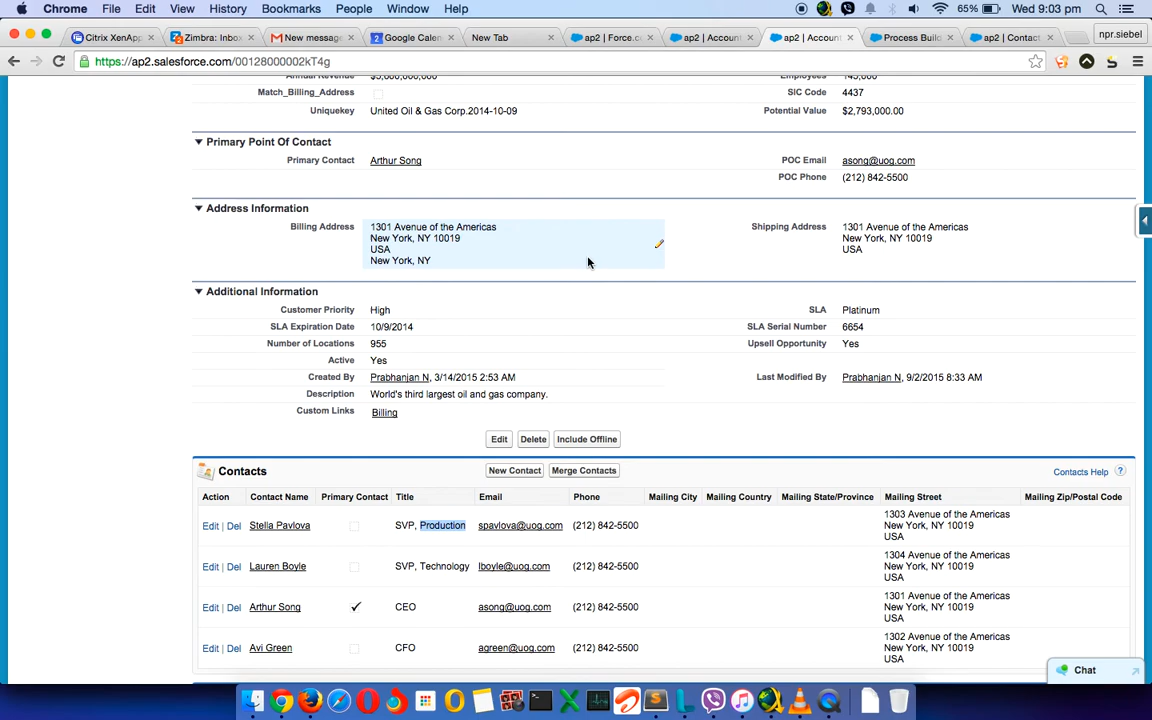 Chrome File Edit View History Bookmarks People Window Help 65% Wed 9:03 pm
Citrix XenApp Zimbra: Inbox New message Google Calen New Tab ap2 | Force.c ap2 | Account ap2 | Account Process Build ap2 | Contact npr.siebel
https://ap2.salesforce.com/00128000002kT4g
Annual Revenue $5,600,000,000 Employees 145,000
Match_Billing_Address SIC Code 4437
Uniquekey United Oil & Gas Corp.2014-10-09 Potential Value $2,793,000.00
Primary Point Of Contact
Primary Contact Arthur Song POC Email asong@uog.com
POC Phone (212) 842-5500
Address Information
Billing Address 1301 Avenue of the Americas Shipping Address 1301 Avenue of the Americas
New York, NY 10019 New York, NY 10019
USA USA
New York, NY
Additional Information
Customer Priority High SLA Platinum
SLA Expiration Date 10/9/2014 SLA Serial Number 6654
Number of Locations 955 Upsell Opportunity Yes
Active Yes
Created By Prabhanjan N, 3/14/2015 2:53 AM Last Modified By Prabhanjan N, 9/2/2015 8:33 AM
Description World's third largest oil and gas company.
Custom Links Billing
Edit Delete Include Offline
Contacts New Contact Merge Contacts Contacts Help ?
Action Contact Name Primary Contact Title Email Phone Mailing City Mailing Country Mailing State/Province Mailing Street Mailing Zip/Postal Code
Edit | Del Stella Pavlova SVP, Production spavlova@uog.com (212) 842-5500 1303 Avenue of the Americas
New York, NY 10019
USA
Edit | Del Lauren Boyle SVP, Technology lboyle@uog.com (212) 842-5500 1304 Avenue of the Americas
New York, NY 10019
USA
Edit | Del Arthur Song CEO asong@uog.com (212) 842-5500 1301 Avenue of the Americas
New York, NY 10019
USA
Edit | Del Avi Green CFO agreen@uog.com (212) 842-5500 1302 Avenue of the Americas
New York, NY 10019
USA
Chat